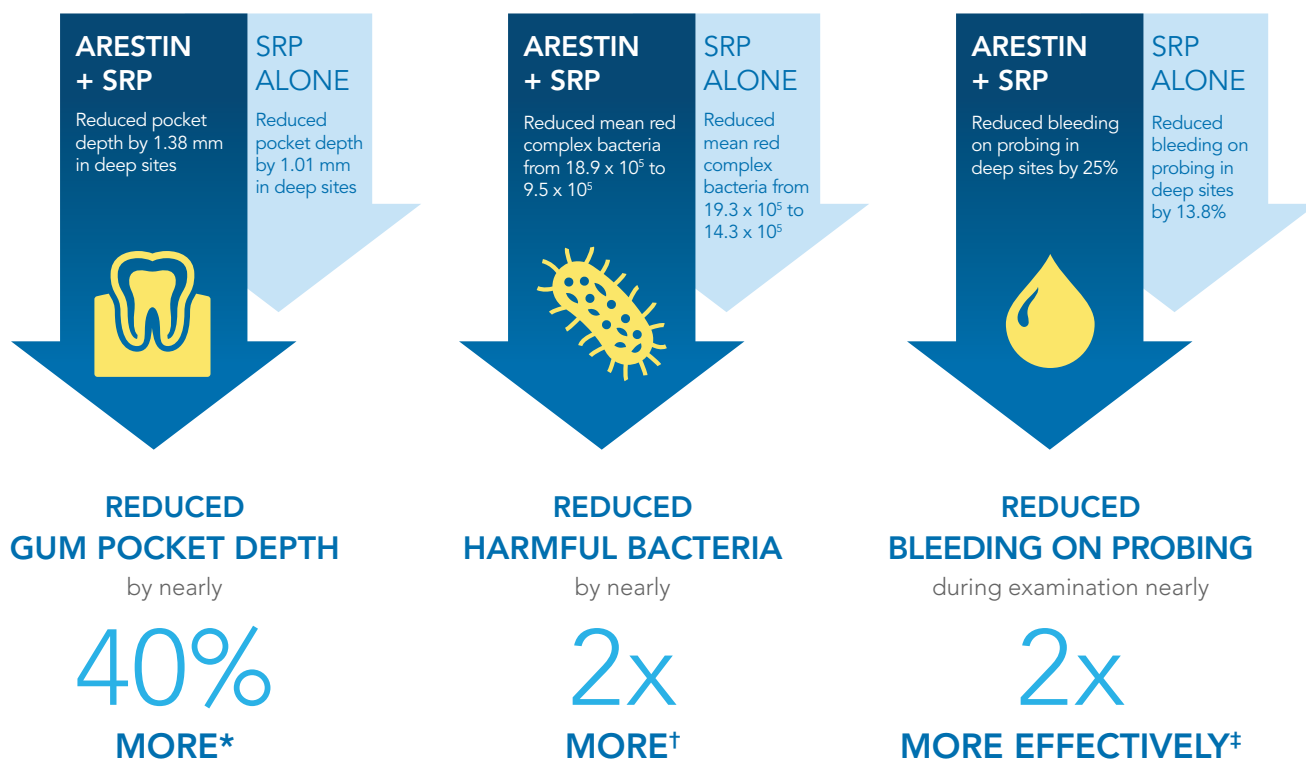 ARESTIN
+ SRP
Reduced pocket
depth by 1.38 mm
in deep sites
SRP
ALONE
Reduced
pocket depth
by 1.01 mm
in deep sites
REDUCED
GUM POCKET DEPTH
by nearly
40%
MORE*
ARESTIN
+ SRP
Reduced mean red
complex bacteria
from 18.9 x 10⁵ to
9.5 x 10⁵
SRP
ALONE
Reduced
mean red
complex
bacteria from
19.3 x 10⁵ to
14.3 x 10⁵
REDUCED
HARMFUL BACTERIA
by nearly
2x
MORE†
ARESTIN
+ SRP
Reduced bleeding
on probing in
deep sites by 25%
SRP
ALONE
Reduced
bleeding on
probing in
deep sites
by 13.8%
REDUCED
BLEEDING ON PROBING
during examination nearly
2x
MORE EFFECTIVELY‡